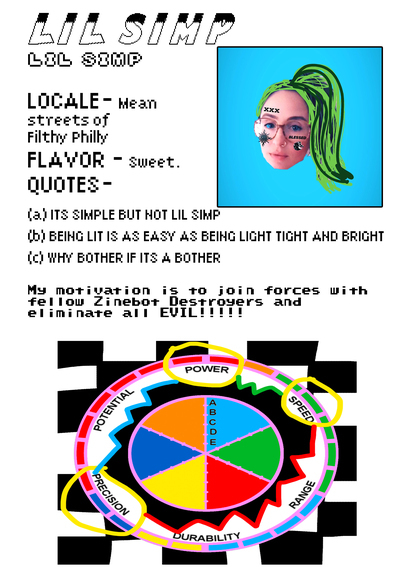 LIL SIMP
LIL SIMP
LOCALE - Mean
streets of
Filthy Philly
FLAVOR - Sweet.
QUOTES-
(a) ITS SIMPLE BUT NOT LIL SIMP
(b) BEING LIT IS AS EASY AS BEING LIGHT TIGHT AND BRIGHT
(c) WHY BOTHER IF ITS A BOTHER
My motivation is to join forces with
fellow Zinebot Destroyers and
eliminate all EVIL!!!!!
XXX
BLESSED
POWER
SPEED
RANGE
DURABILITY
PRECISION
POTENTIAL
A
B
C
D
E